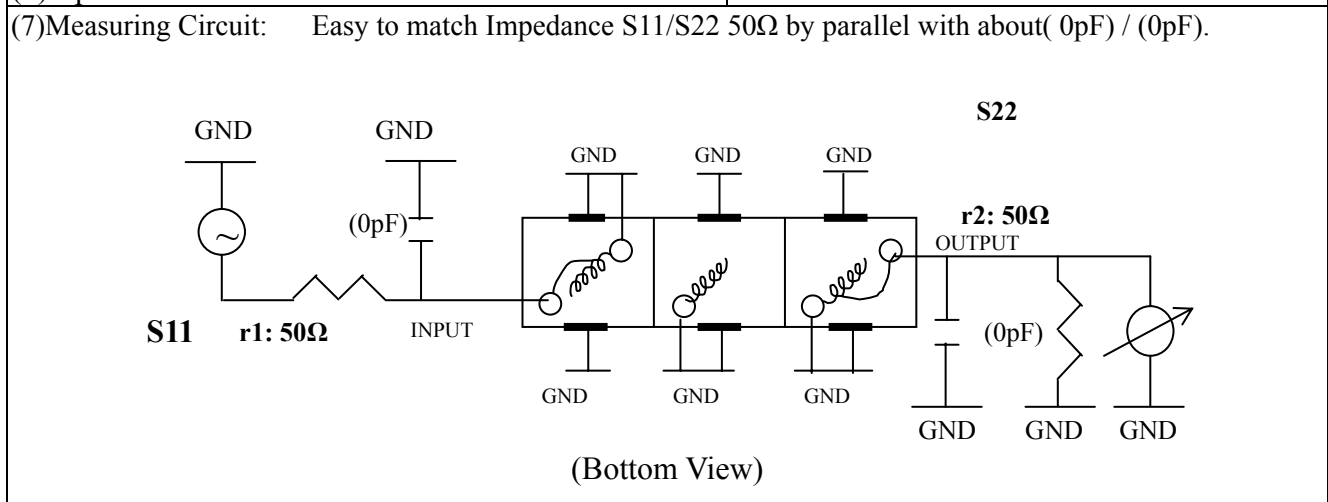 (7)Measuring Circuit: Easy to match Impedance S11/S22 50Ω by parallel with about( 0pF) / (0pF).
S22
GND GND
GND GND GND
(0pF)
r2: 50Ω
OUTPUT
S11 r1: 50Ω INPUT
(0pF)
GND GND GND
GND GND GND
(Bottom View)